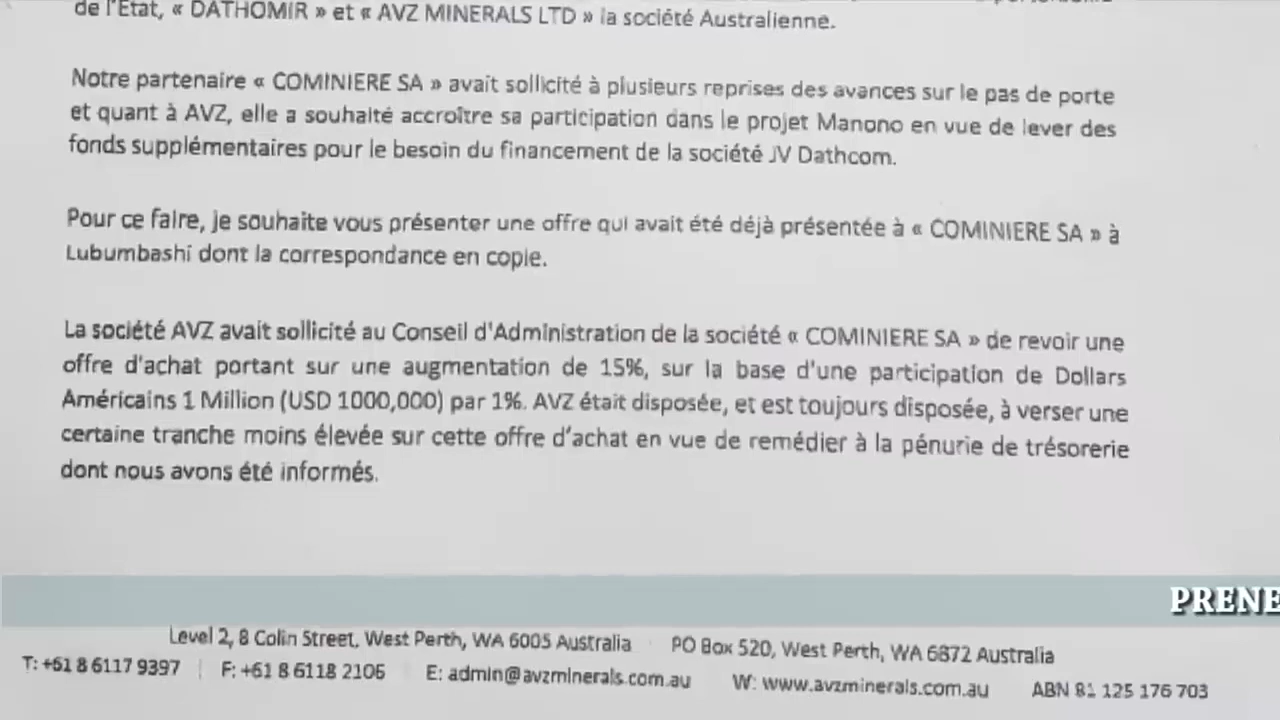 de l'Etat, « DATHOMIR » et « AVZ MINERALS LTD » la société Australienne.
Notre partenaire « COMINIERE SA » avait sollicité à plusieurs reprises des avances sur le pas de porte
et quant à AVZ, elle a souhaité accroître sa participation dans le projet Manono en vue de lever des
fonds supplémentaires pour le besoin du financement de la société JV Dathcom.
Pour ce faire, je souhaite vous présenter une offre qui avait été déjà présentée à « COMINIERE SA » à
Lubumbashi dont la correspondance en copie.
La société AVZ avait sollicité au Conseil d'Administration de la société « COMINIERE SA » de revoir une
offre d'achat portant sur une augmentation de 15%, sur la base d'une participation de Dollars
Américains 1 Million (USD 1000,000) par 1%. AVZ était disposée, et est toujours disposée, à verser une
certaine tranche moins élevée sur cette offre d'achat en vue de remédier à la pénurie de trésorerie
dont nous avons été informés.
PRENE
Level 2, 8 Colin Street, West Perth, WA 6005 Australia PO Box 520, West Perth, WA 6872 Australia
T: +61 8 6117 9397 | F: +61 8 6118 2106 E: admin@avzminerals.com.au W: www.avzminerals.com.au ABN 81 125 176 703